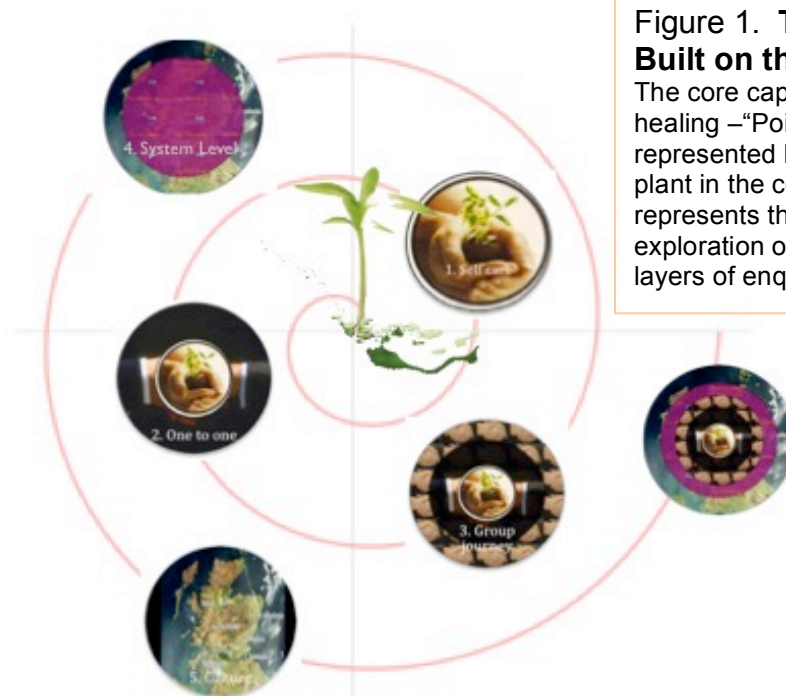 Figure 1. T
Built on th
The core cap
healing –“Poi
represented
plant in the c
represents th
exploration o
layers of enq
4. System Level
1. Self care
2. One to one
3. Group
journey
5. Culture